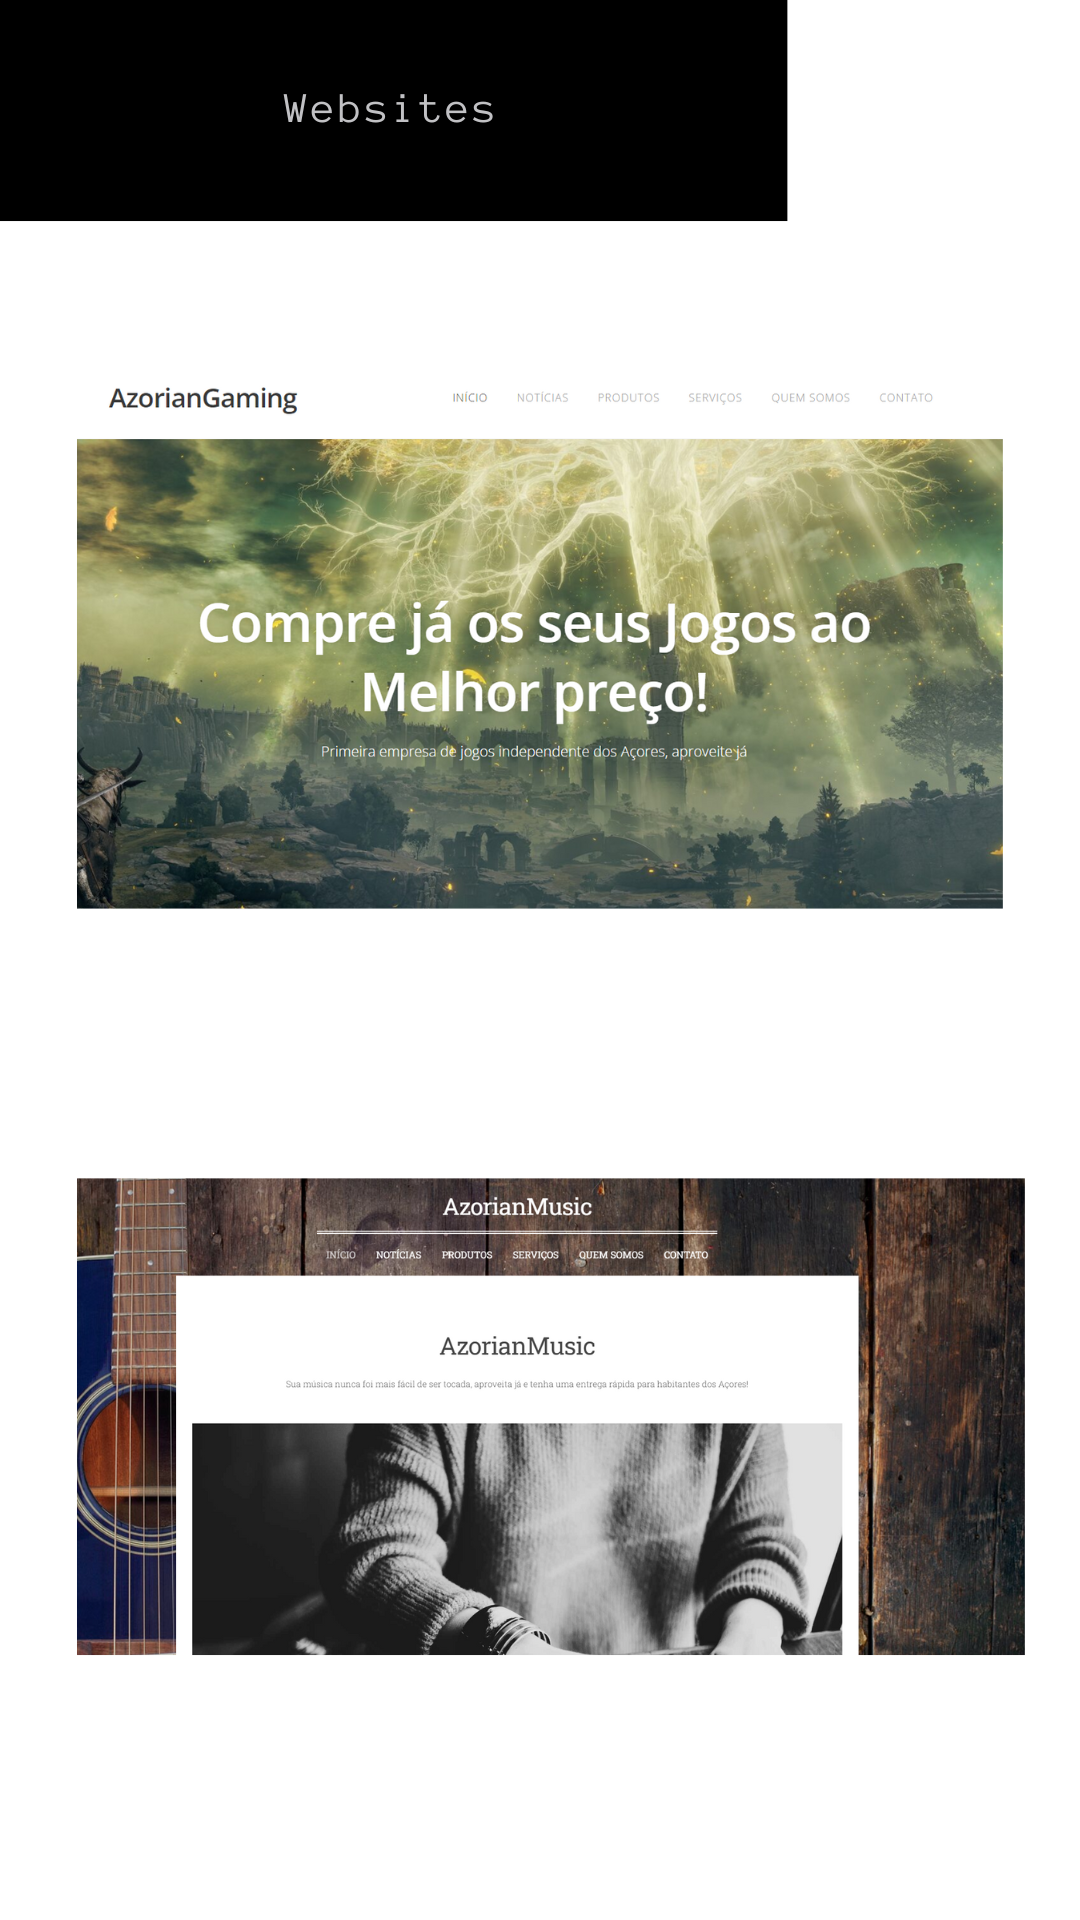 Websites
AzorianGaming
INÍCIO NOTÍCIAS PRODUTOS SERVIÇOS QUEM SOMOS CONTATO
Compre já os seus Jogos ao
Melhor preço!
Primeira empresa de jogos independente dos Açores, aproveite já
AzorianMusic
INÍCIO NOTÍCIAS PRODUTOS SERVIÇOS QUEM SOMOS CONTATO
AzorianMusic
Sua música nunca foi mais fácil de ser tocada, aproveita já e tenha uma entrega rápida para habitantes dos Açores!